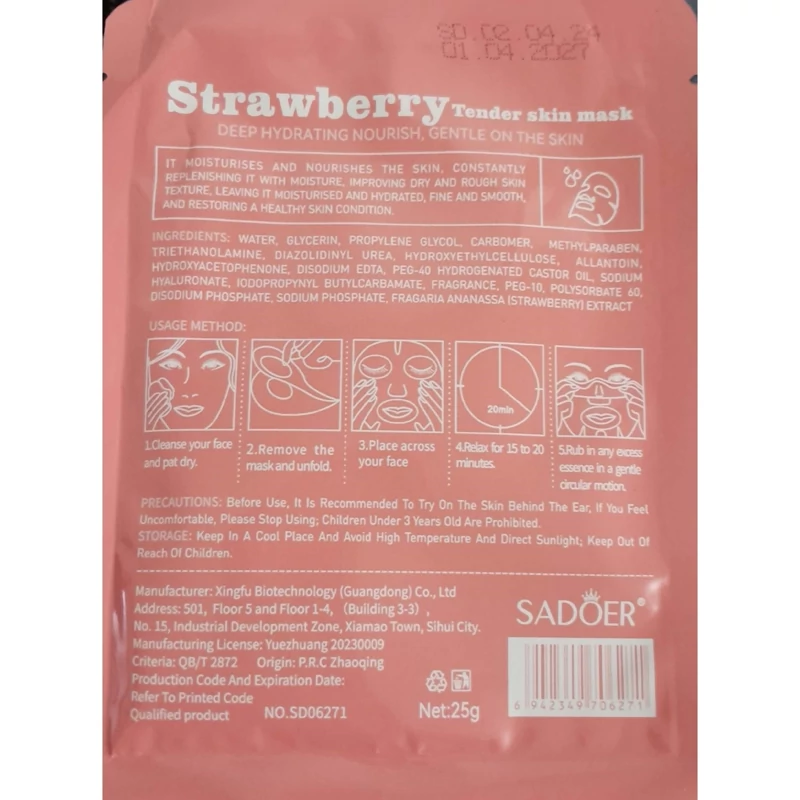 SD.02.04.24
01.04.2027
Strawberry Tender skin mask
DEEP HYDRATING NOURISH, GENTLE ON THE SKIN
IT MOISTURISES AND NOURISHES THE SKIN, CONSTANTLY
REPLENISHING IT WITH MOISTURE, IMPROVING DRY AND ROUGH SKIN
TEXTURE, LEAVING IT MOISTURISED AND HYDRATED, FINE AND SMOOTH,
AND RESTORING A HEALTHY SKIN CONDITION.
INGREDIENTS: WATER, GLYCERIN, PROPYLENE GLYCOL, CARBOMER, METHYLPARABEN,
TRIETHANOLAMINE, DIAZOLIDINYL UREA, HYDROXYETHYLCELLULOSE, ALLANTOIN,
HYDROXYACETOPHENONE, DISODIUM EDTA, PEG-40 HYDROGENATED CASTOR OIL, SODIUM
HYALURONATE, IODOPROPYNYL BUTYLCARBAMATE, FRAGRANCE, PEG-10, POLYSORBATE 60,
DISODIUM PHOSPHATE, SODIUM PHOSPHATE, FRAGARIA ANANASSA (STRAWBERRY) EXTRACT
USAGE METHOD:
20min
1.Cleanse your face
and pat dry.
2.Remove the
mask and unfold.
3.Place across
your face
4.Relax for 15 to 20
minutes.
5.Rub in any excess
essence in a gentle
circular motion.
PRECAUTIONS: Before Use, It Is Recommended To Try On The Skin Behind The Ear, If You Feel
Uncomfortable, Please Stop Using; Children Under 3 Years Old Are Prohibited.
STORAGE: Keep In A Cool Place And Avoid High Temperature And Direct Sunlight; Keep Out Of
Reach Of Children.
Manufacturer: Xingfu Biotechnology (Guangdong) Co., Ltd
Address: 501, Floor 5 and Floor 1-4, (Building 3-3),
No. 15, Industrial Development Zone, Xiamao Town, Sihui City.
Manufacturing License: Yuezhuang 20230009
Criteria: QB/T 2872 Origin: P.R.C Zhaoqing
Production Code And Expiration Date:
Refer To Printed Code
Qualified product NO.SD06271
Net:25g
SADOER®
6 942349 706271